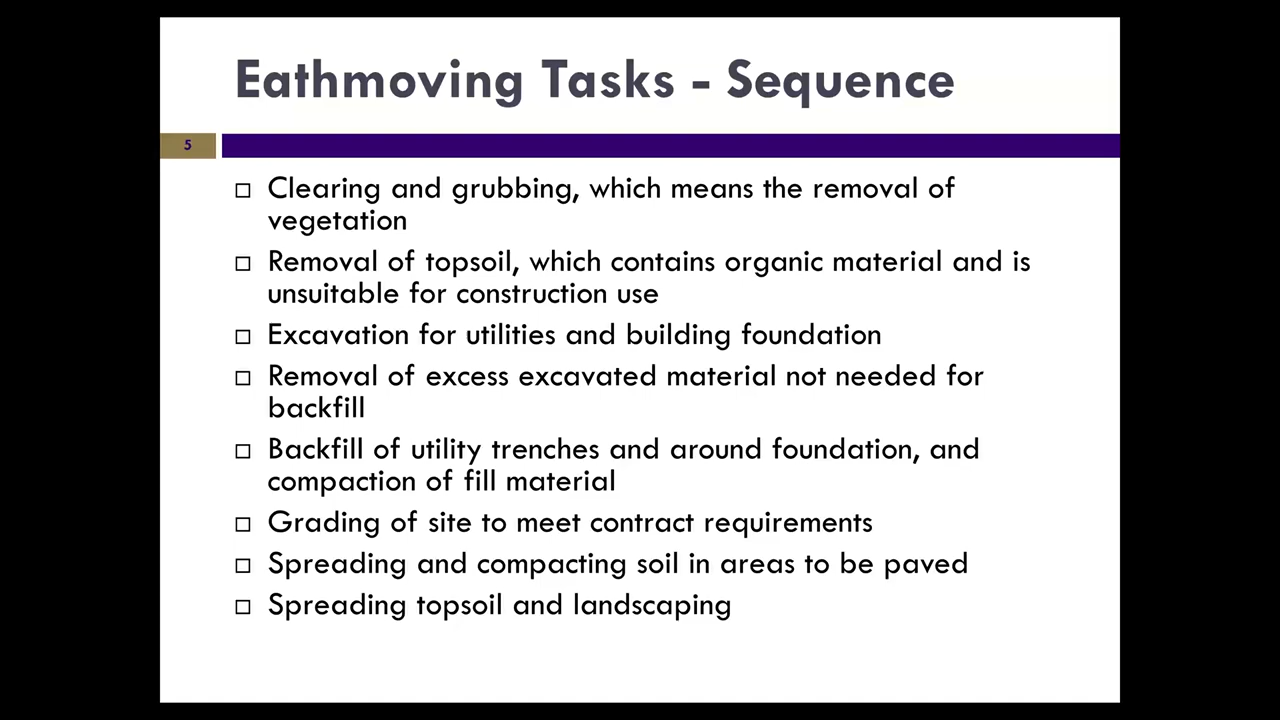 Eathmoving Tasks - Sequence
5
Clearing and grubbing, which means the removal of
vegetation
Removal of topsoil, which contains organic material and is
unsuitable for construction use
Excavation for utilities and building foundation
Removal of excess excavated material not needed for
backfill
Backfill of utility trenches and around foundation, and
compaction of fill material
Grading of site to meet contract requirements
Spreading and compacting soil in areas to be paved
Spreading topsoil and landscaping